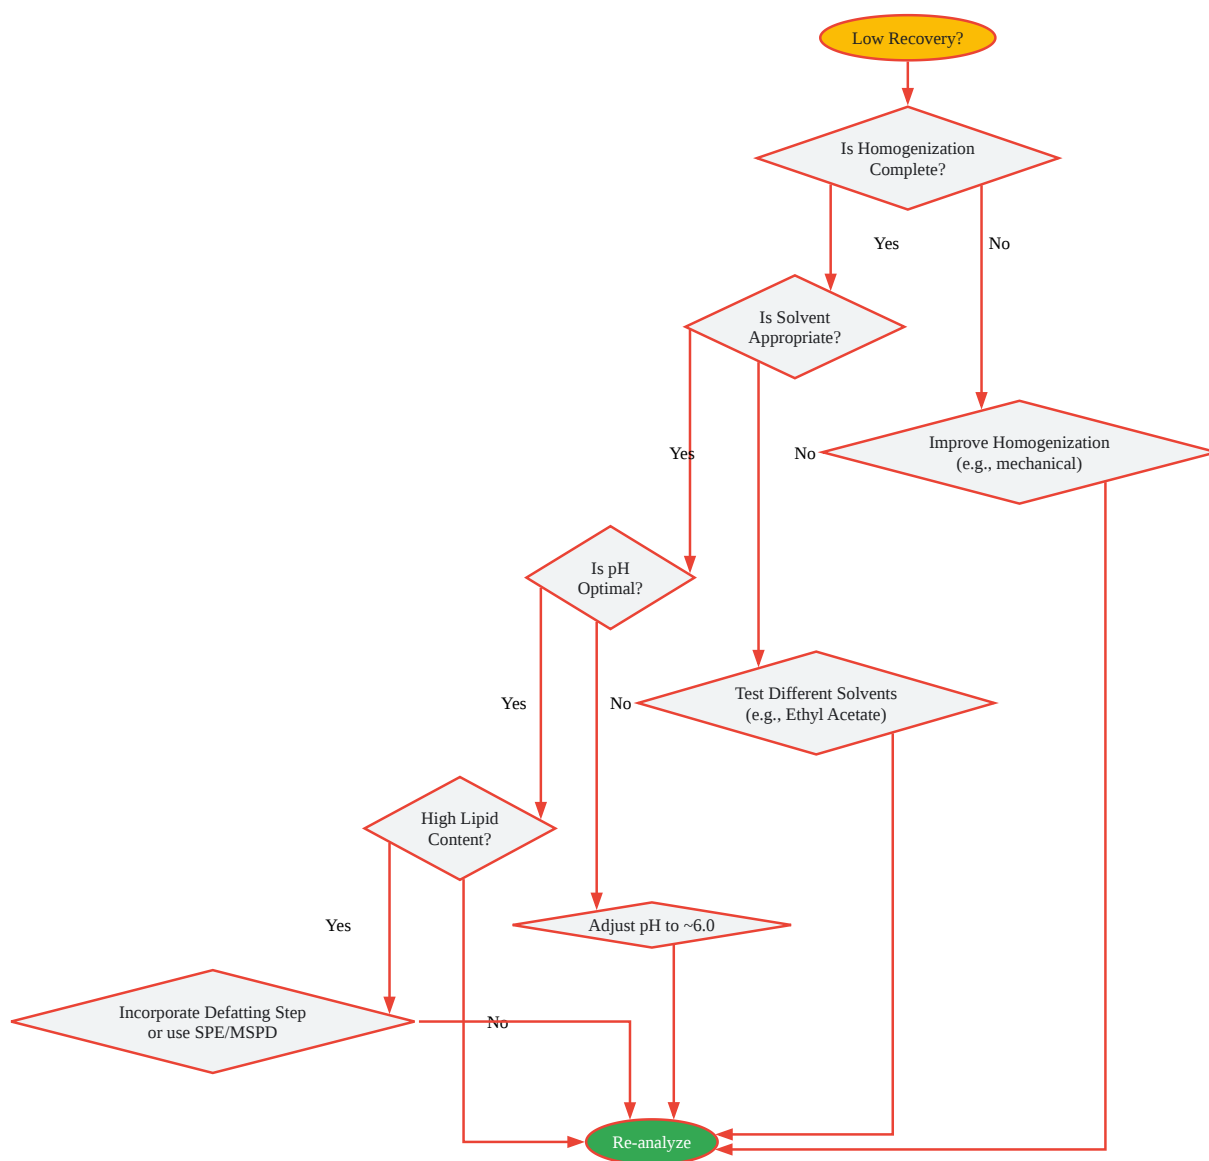 Low Recovery?
Is Homogenization
Complete?
Yes
No
Is Solvent
Appropriate?
Yes
No
Improve Homogenization
(e.g., mechanical)
Is pH
Optimal?
Yes
No
Test Different Solvents
(e.g., Ethyl Acetate)
High Lipid
Content?
Yes
Adjust pH to ~6.0
Incorporate Defatting Step
or use SPE/MSPD
No
Re-analyze